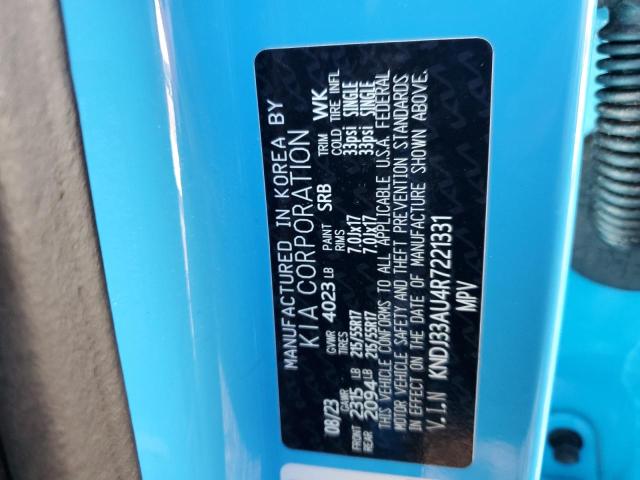 MANUFACTURED IN KOREA BY
KIA CORPORATION
08/23 GVWR 4023 LB PAINT SRB TRIM WK
GAWR TIRES RIMS COLD TIRE INFL
FRONT 2315 LB 215/55R17 7.0Jx17 33psi SINGLE
REAR 2094 LB 215/55R17 7.0Jx17 33psi SINGLE
THIS VEHICLE CONFORMS TO ALL APPLICABLE U.S.A. FEDERAL
MOTOR VEHICLE SAFETY AND THEFT PREVENTION STANDARDS
IN EFFECT ON THE DATE OF MANUFACTURE SHOWN ABOVE.
V.I.N KNDJ33AU4R7221331
MPV